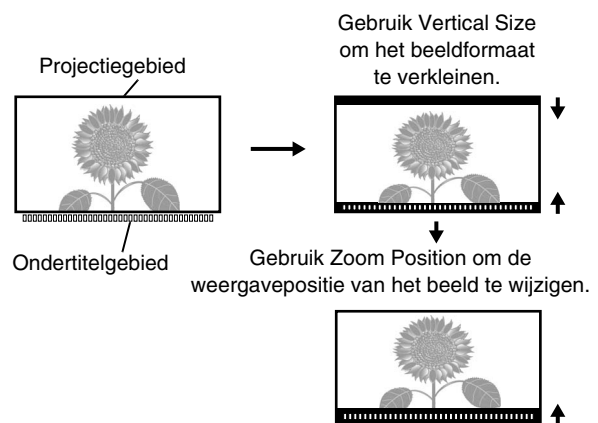 Projectiegebied
Ondertitelgebied
Gebruik Vertical Size
om het beeldformaat
te verkleinen.
Gebruik Zoom Position om de
weergavepositie van het beeld te wijzigen.